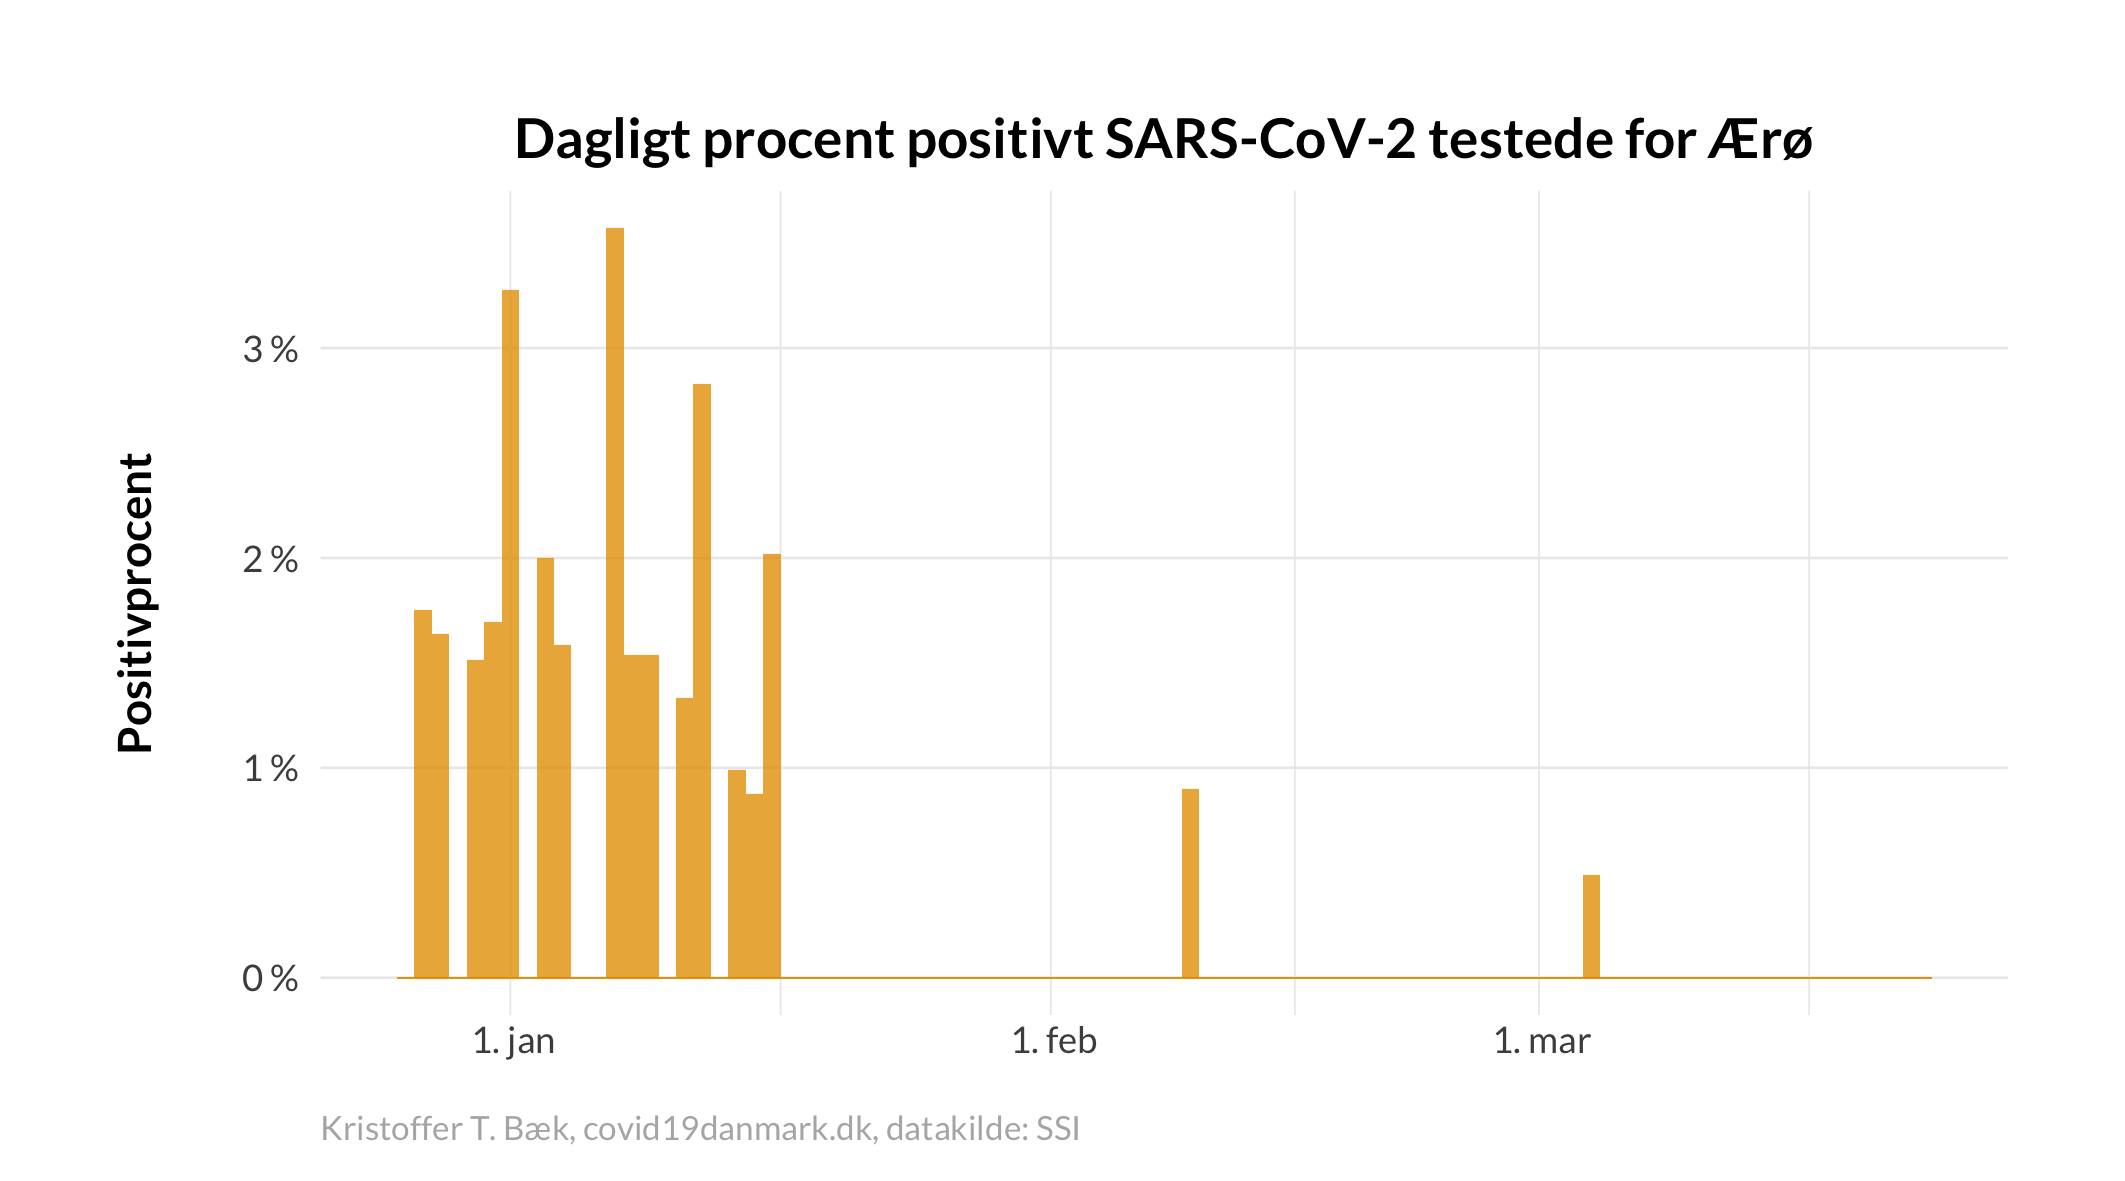 Dagligt procent positivt SARS-CoV-2 testede for Ærø
Positivprocent
3 %
2 %
1 %
0 %
1. jan
1. feb
1. mar
Kristoffer T. Bæk, covid19danmark.dk, datakilde: SSI